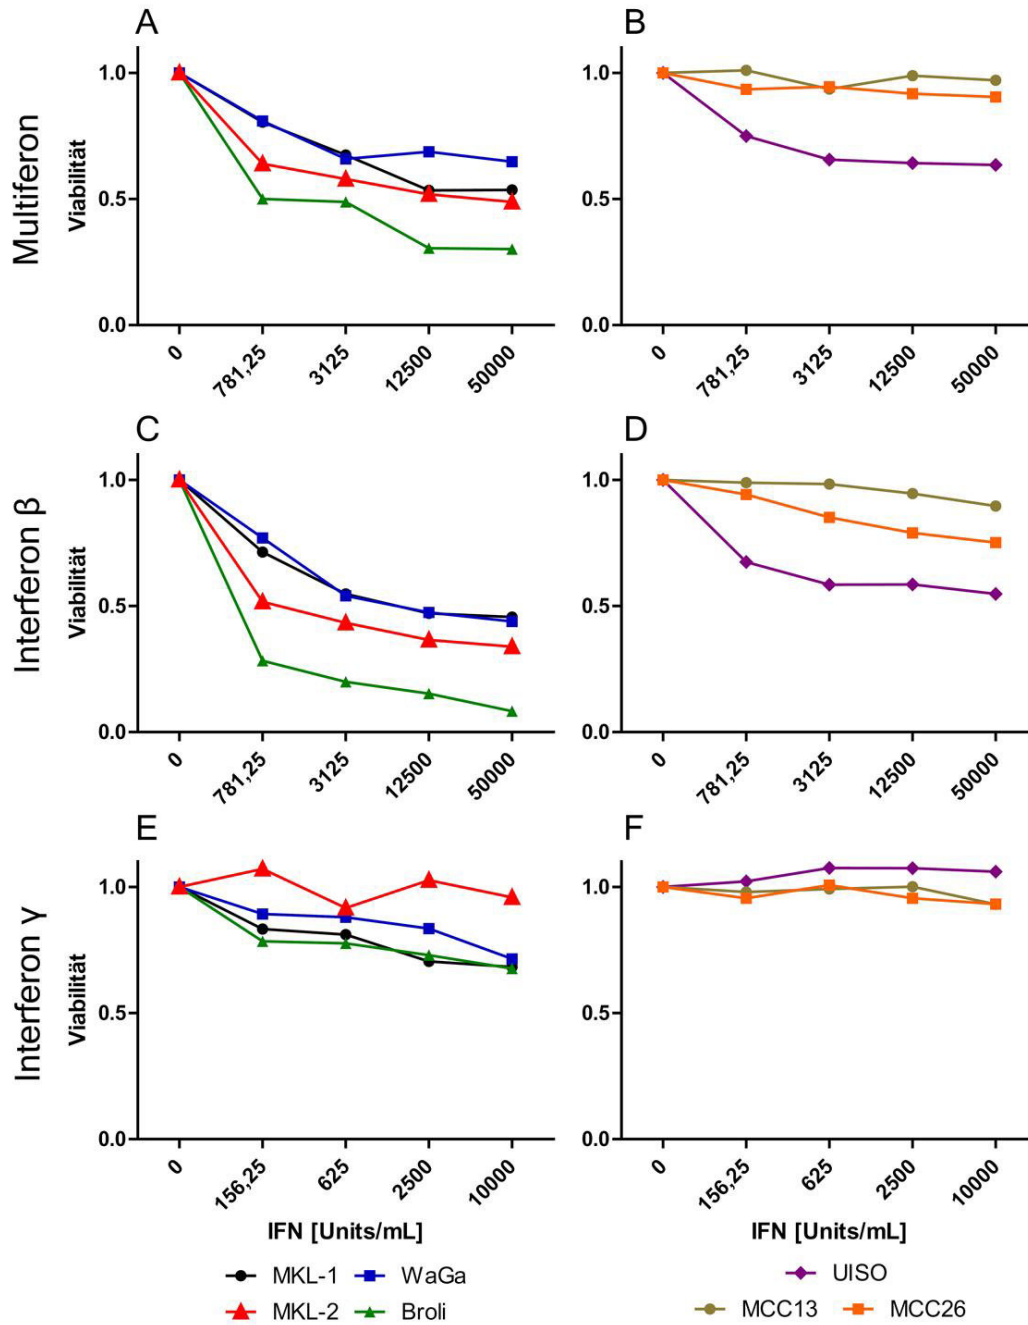 A
B
Multiferon
Viabilität
1.0
0.5
0.0
0
781,25
3125
12500
50000
1.0
0.5
0.0
0
781,25
3125
12500
50000
C
D
Interferon β
Viabilität
1.0
0.5
0.0
0
781,25
3125
12500
50000
1.0
0.5
0.0
0
781,25
3125
12500
50000
E
F
Interferon γ
Viabilität
1.0
0.5
0.0
0
156,25
625
2500
10000
1.0
0.5
0.0
0
156,25
625
2500
10000
IFN [Units/mL]
IFN [Units/mL]
MKL-1 WaGa
MKL-2 Broli
UISO
MCC13 MCC26